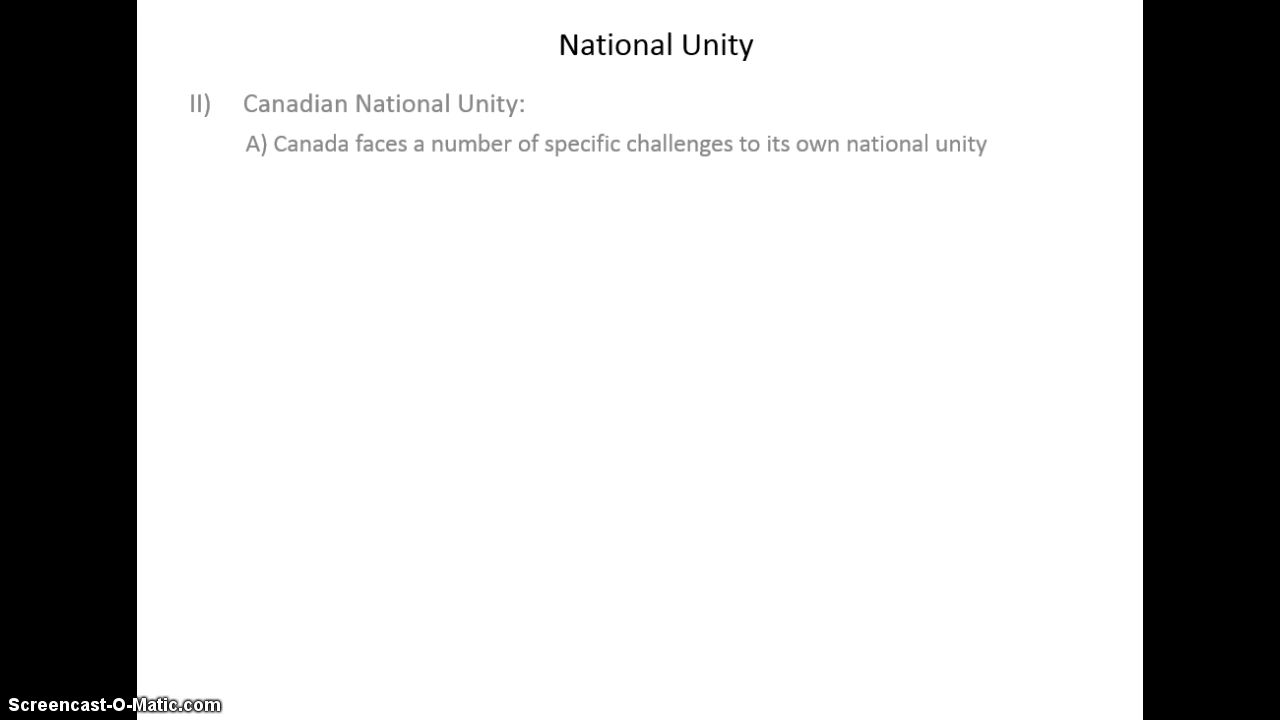 National Unity
II) Canadian National Unity:
A) Canada faces a number of specific challenges to its own national unity
Screencast-O-Matic.com